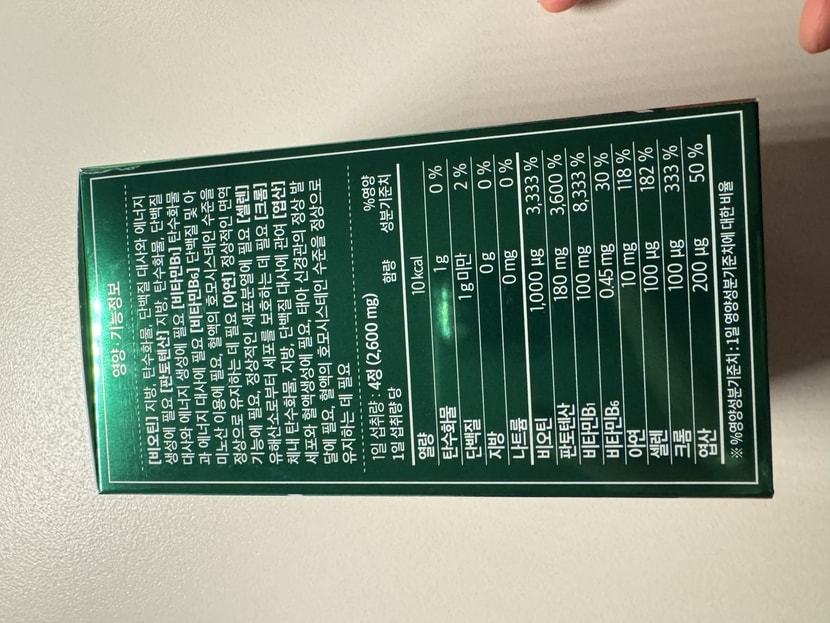 영양·기능정보
[비오틴] 지방, 탄수화물, 단백질 대사와 에너지
생성에 필요 [판토텐산] 지방, 탄수화물, 단백질
대사와 에너지 생성에 필요 [비타민B₁] 탄수화물
과 에너지 대사에 필요 [비타민B₆] 단백질 및 아
미노산 이용에 필요, 혈액의 호모시스테인 수준을
정상으로 유지하는 데 필요 [아연] 정상적인 면역
기능에 필요, 정상적인 세포분열에 필요 [셀렌]
유해산소로부터 세포를 보호하는 데 필요 [크롬]
체내 탄수화물, 지방, 단백질 대사에 관여 [엽산]
세포와 혈액생성에 필요, 태아 신경관의 정상 발
달에 필요, 혈액의 호모시스테인 수준을 정상으로
유지하는 데 필요
1일 섭취량 : 4정 (2,600 mg)
1일 섭취량 당 함량 %영양성분기준치
열량 10 kcal
탄수화물 1 g 0 %
단백질 1 g 미만 2 %
지방 0 g 0 %
나트륨 0 mg 0 %
비오틴 1,000 μg 3,333 %
판토텐산 180 mg 3,600 %
비타민B₁ 100 mg 8,333 %
비타민B₆ 0.45 mg 30 %
아연 10 mg 118 %
셀렌 100 μg 182 %
크롬 100 μg 333 %
엽산 200 μg 50 %
※ %영양성분기준치 : 1일 영양성분기준치에 대한 비율